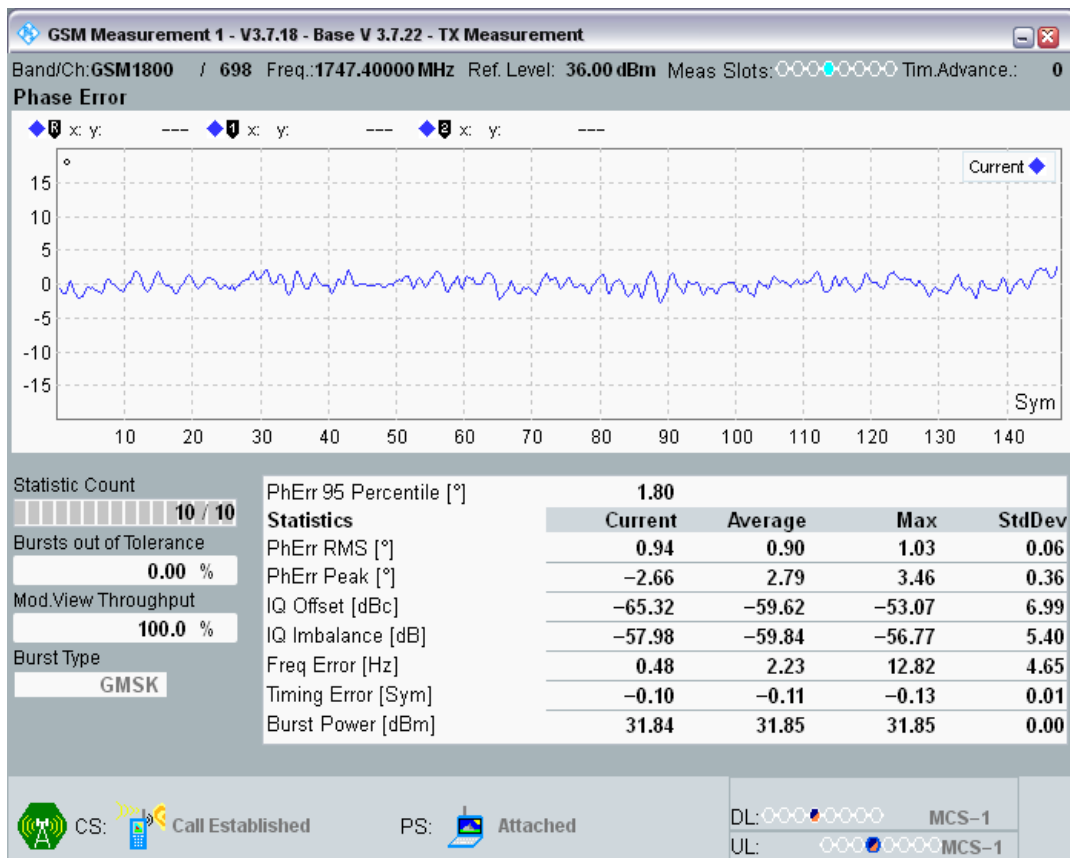 GSM Measurement 1 - V3.7.18 - Base V 3.7.22 - TX Measurement
Band/Ch:GSM1800 / 698 Freq.:1747.40000 MHz Ref. Level: 36.00 dBm Meas Slots: Tim.Advance.: 0
Phase Error
R x: y: --- 1 x: y: --- 2 x: y: ---
°
Current
15
10
5
0
-5
-10
-15
Sym
10 20 30 40 50 60 70 80 90 100 110 120 130 140
Statistic Count
10 / 10
Bursts out of Tolerance
0.00 %
Mod.View Throughput
100.0 %
Burst Type
GMSK
PhErr 95 Percentile [°] 1.80
Statistics Current Average Max StdDev
PhErr RMS [°] 0.94 0.90 1.03 0.06
PhErr Peak [°] −2.66 2.79 3.46 0.36
IQ Offset [dBc] −65.32 −59.62 −53.07 6.99
IQ Imbalance [dB] −57.98 −59.84 −56.77 5.40
Freq Error [Hz] 0.48 2.23 12.82 4.65
Timing Error [Sym] −0.10 −0.11 −0.13 0.01
Burst Power [dBm] 31.84 31.85 31.85 0.00
CS: Call Established PS: Attached
DL: MCS−1
UL: MCS−1